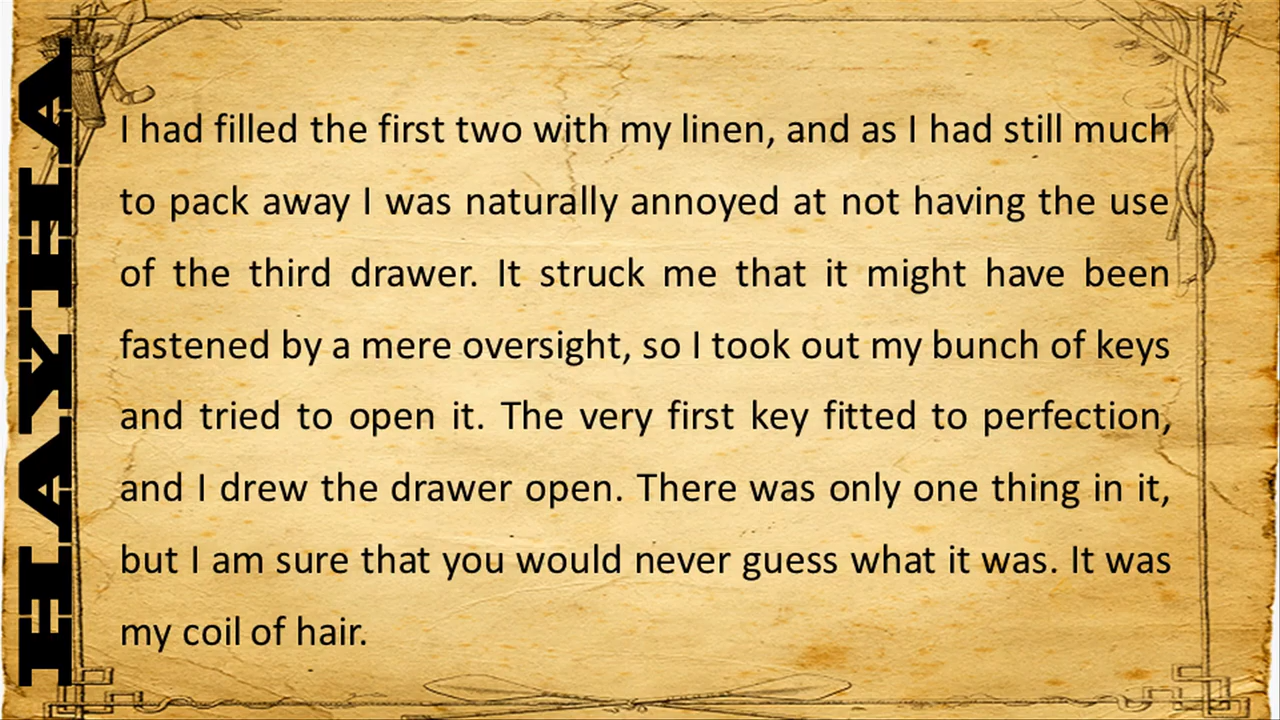 HAYHA
I had filled the first two with my linen, and as I had still much
to pack away I was naturally annoyed at not having the use
of the third drawer. It struck me that it might have been
fastened by a mere oversight, so I took out my bunch of keys
and tried to open it. The very first key fitted to perfection,
and I drew the drawer open. There was only one thing in it,
but I am sure that you would never guess what it was. It was
my coil of hair.